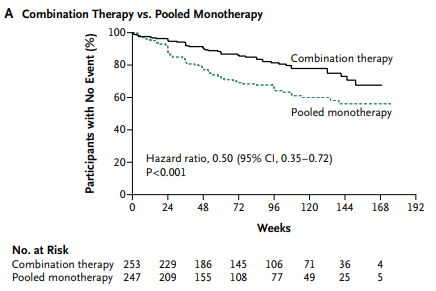 A Combination Therapy vs. Pooled Monotherapy
Participants with No Event (%)
100
80
60
40
20
0
Combination therapy
Pooled monotherapy
Hazard ratio, 0.50 (95% CI, 0.35–0.72)
P<0.001
0 24 48 72 96 120 144 168 192
Weeks
No. at Risk
Combination therapy 253 229 186 145 106 71 36 4
Pooled monotherapy 247 209 155 108 77 49 25 5